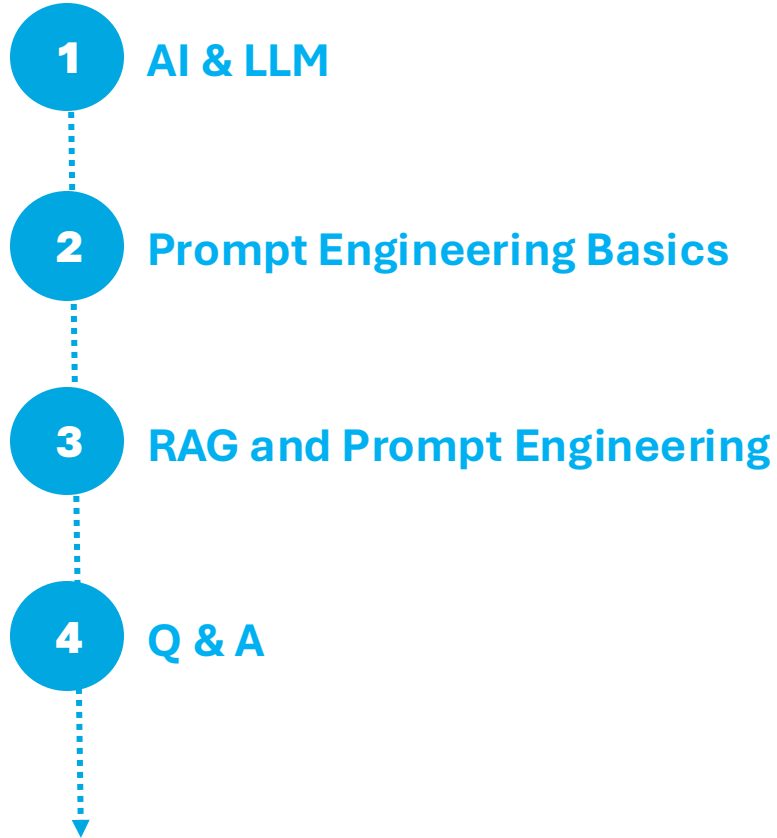 1 AI & LLM
2 Prompt Engineering Basics
3 RAG and Prompt Engineering
4 Q & A